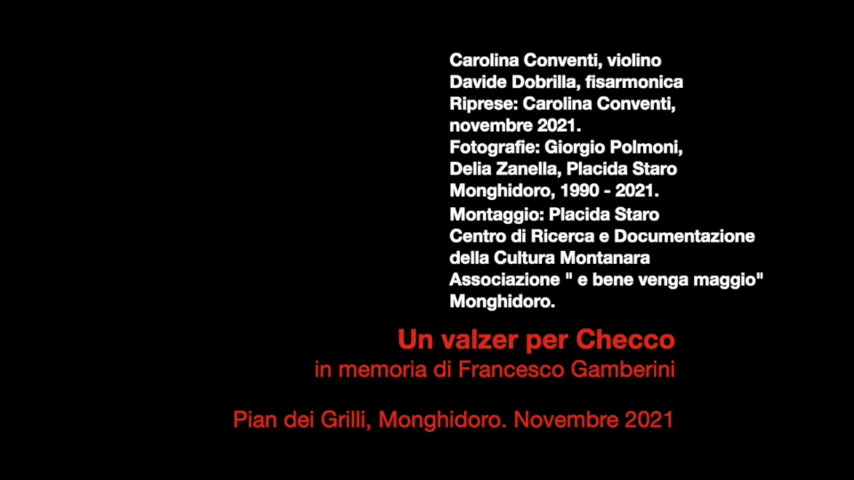 Carolina Conventi, violino
Davide Dobrilla, fisarmonica
Riprese: Carolina Conventi,
novembre 2021.
Fotografie: Giorgio Polmoni,
Delia Zanella, Placida Staro
Monghidoro, 1990 - 2021.
Montaggio: Placida Staro
Centro di Ricerca e Documentazione
della Cultura Montanara
Associazione " e bene venga maggio"
Monghidoro.
Un valzer per Checco
in memoria di Francesco Gamberini
Pian dei Grilli, Monghidoro. Novembre 2021